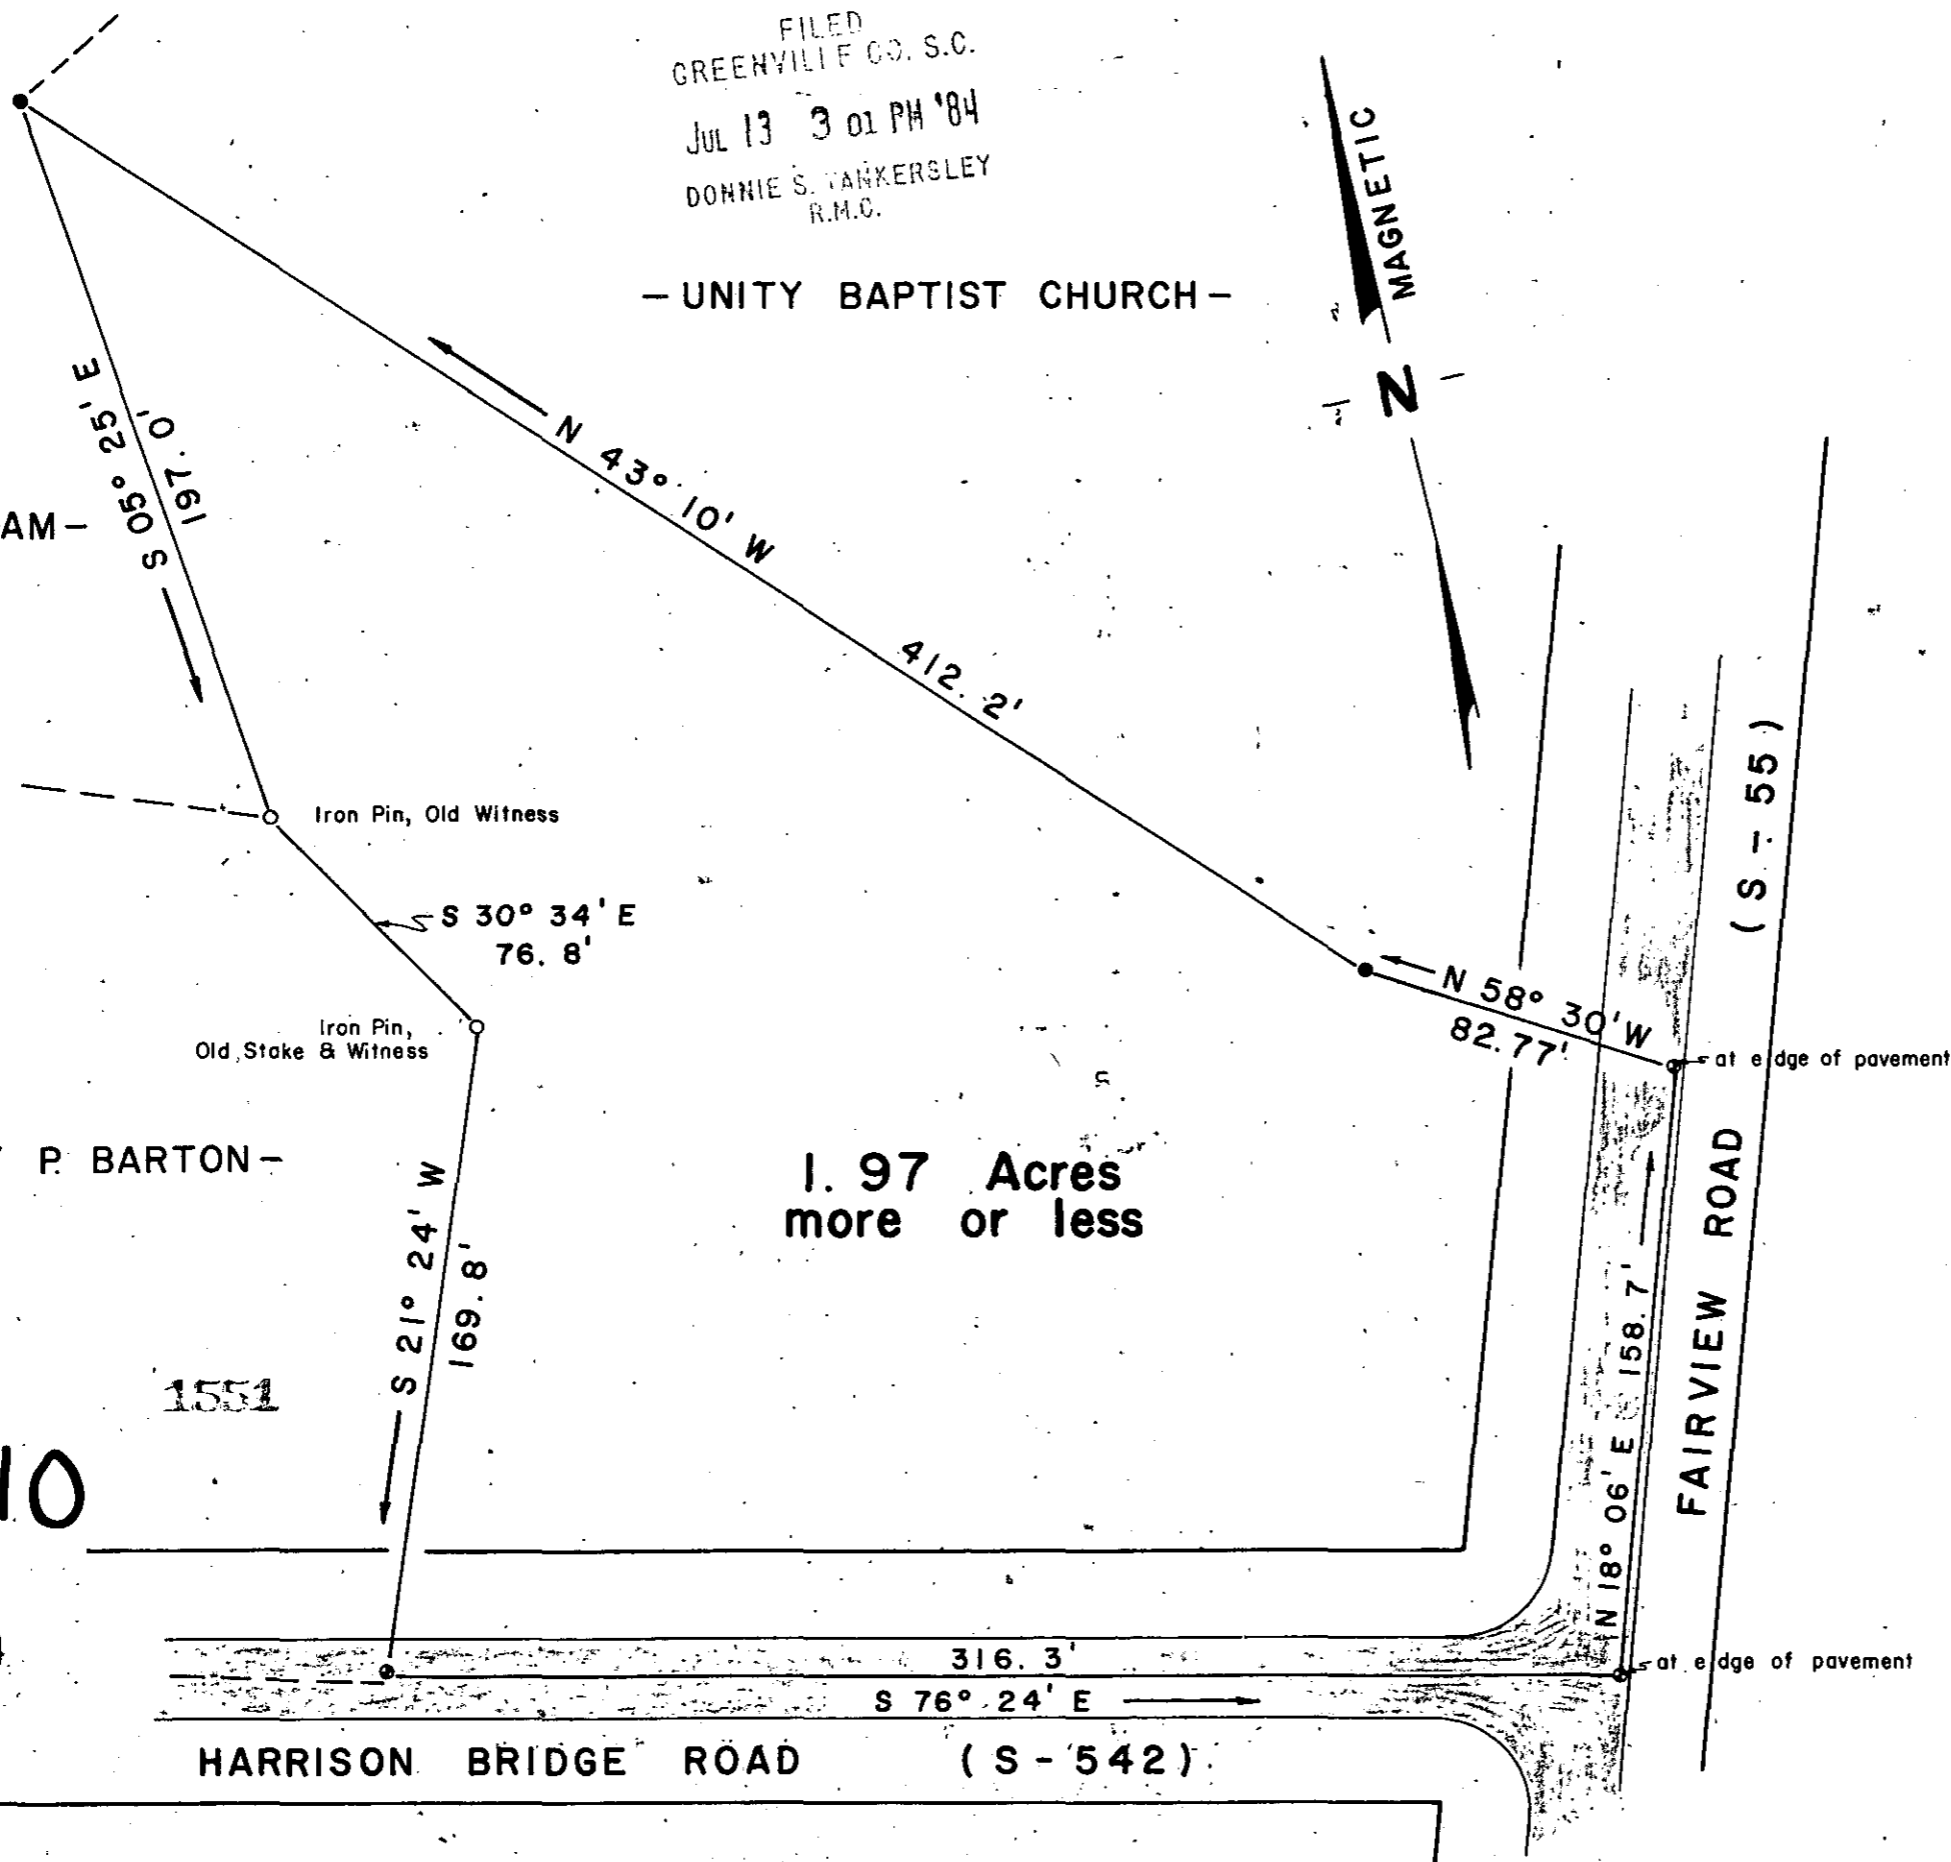 FILED
GREENVILLE CO. S.C.
JUL 13 3 01 PM '84
DONNIE S. TANKERSLEY
R.M.C.
MAGNETIC
N
- UNITY BAPTIST CHURCH -
S 05° 25' E
197. 0'
N 43° 10' W
412. 2'
AM -
Iron Pin, Old Witness
S 30° 34' E
76. 8'
Iron Pin,
Old Stake & Witness
N 58° 30' W
82.77'
at edge of pavement
( S - 55 )
P. BARTON -
1. 97 Acres
more or less
S 21° 24' W
169. 8'
1551
10
N 18° 06' E 158. 7'
FAIRVIEW ROAD
316. 3'
S 76° 24' E
at edge of pavement
HARRISON BRIDGE ROAD ( S - 542 )